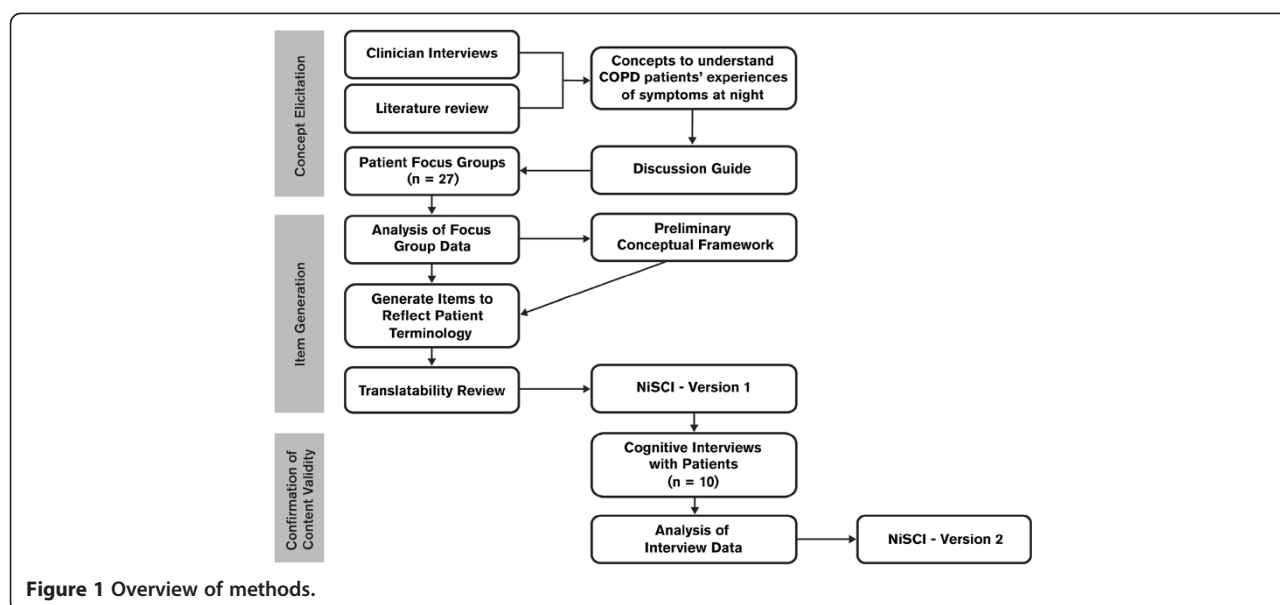 Concept Elicitation
Clinician Interviews
Literature review
Concepts to understand
COPD patients' experiences
of symptoms at night
Patient Focus Groups
(n = 27)
Discussion Guide
Item Generation
Analysis of Focus
Group Data
Preliminary
Conceptual Framework
Generate Items to
Reflect Patient
Terminology
Translatability Review
NiSCI - Version 1
Confirmation of
Content Validity
Cognitive Interviews
with Patients
(n = 10)
Analysis of
Interview Data
NiSCI - Version 2
Figure 1 Overview of methods.